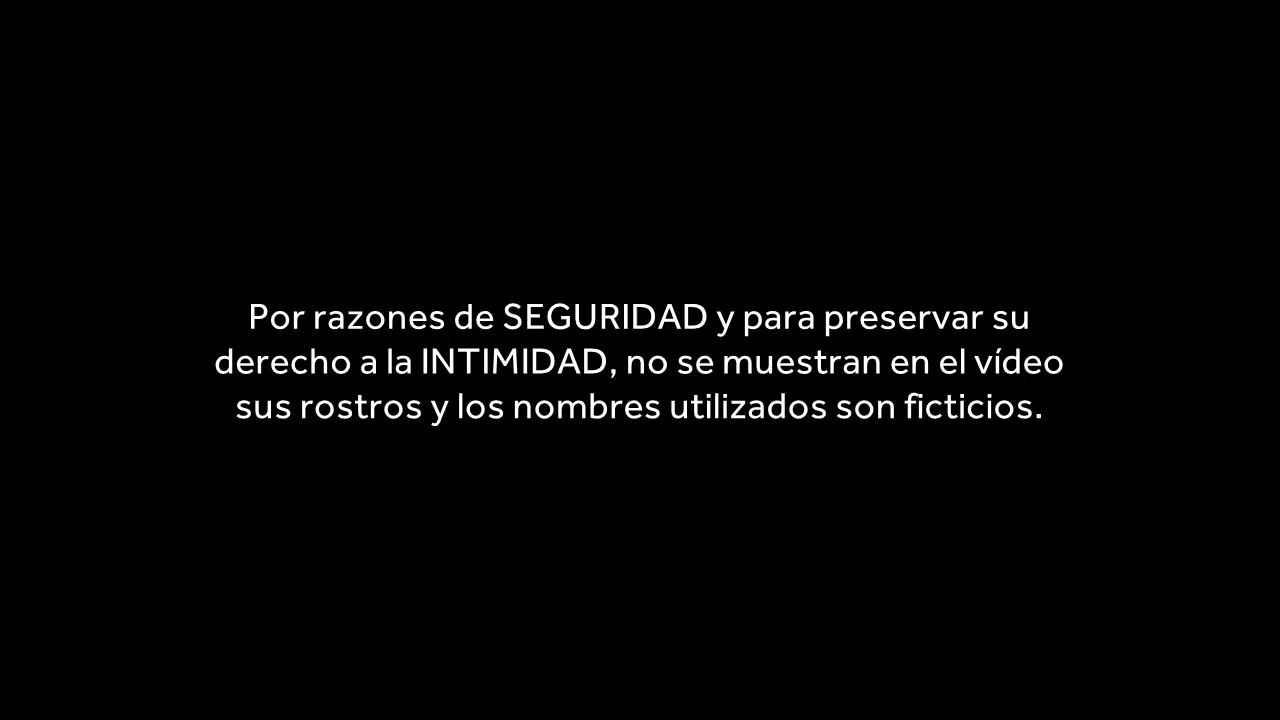 Por razones de SEGURIDAD y para preservar su
derecho a la INTIMIDAD, no se muestran en el vídeo
sus rostros y los nombres utilizados son ficticios.